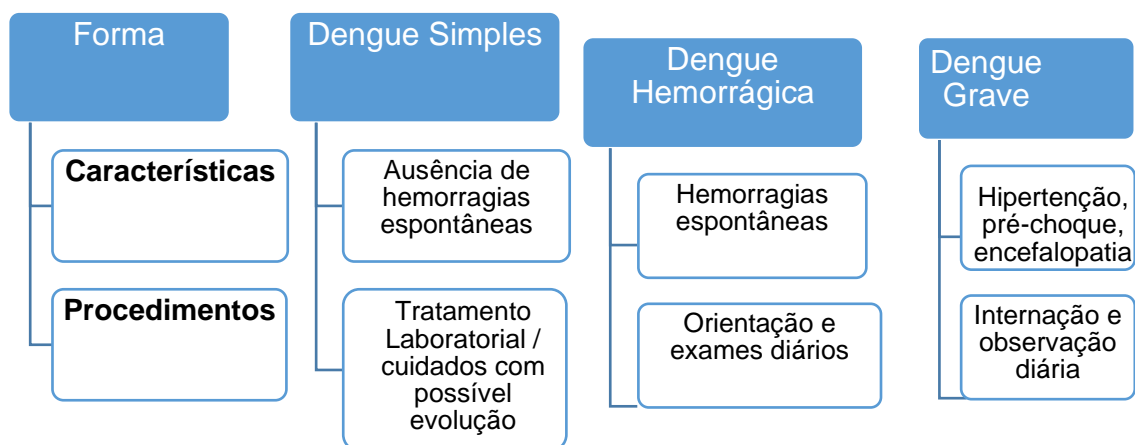 Forma
Características
Procedimentos
Dengue Simples
Ausência de
hemorragias
espontâneas
Tratamento
Laboratorial /
cuidados com
possível
evolução
Dengue
Hemorrágica
Hemorragias
espontâneas
Orientação e
exames diários
Dengue
Grave
Hipertenção,
pré-choque,
encefalopatia
Internação e
observação
diária